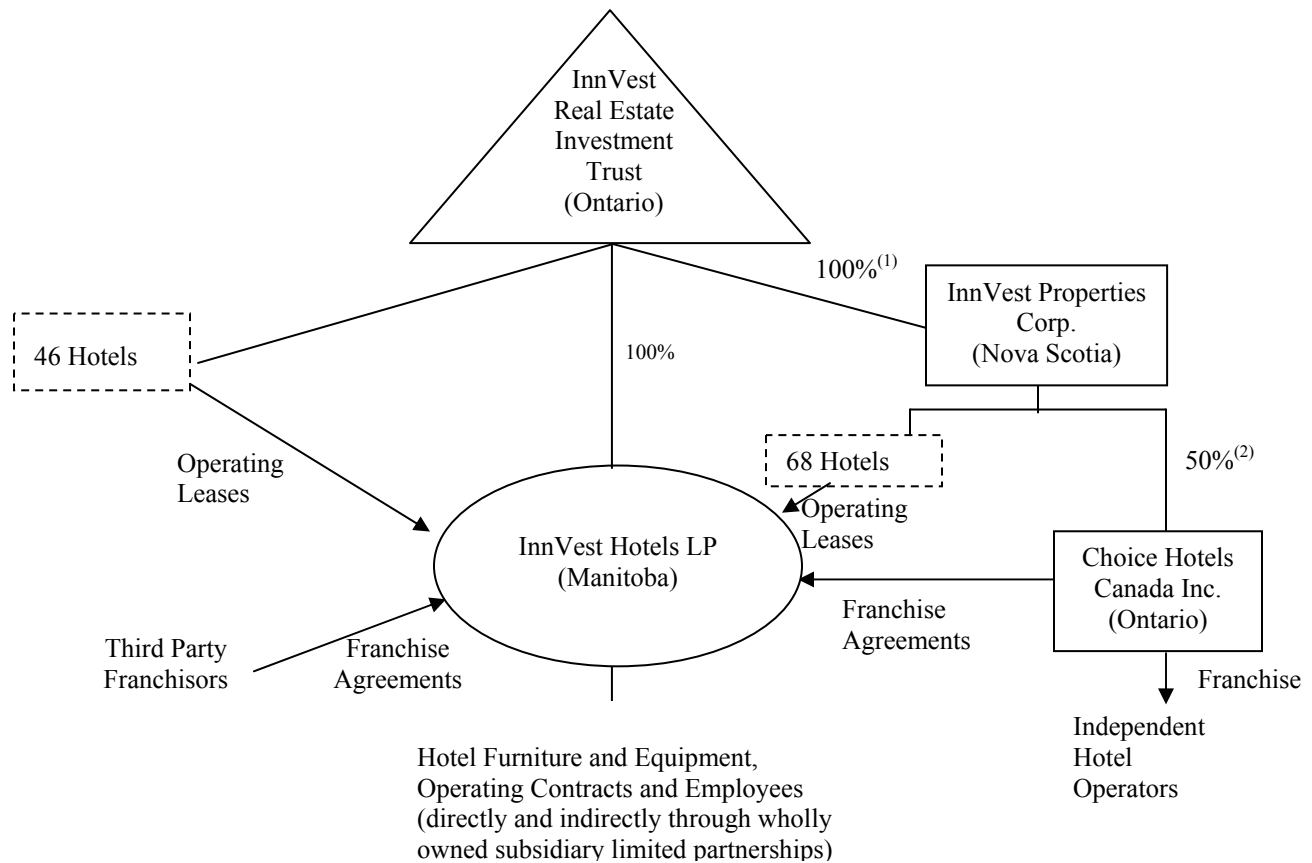 InnVest
Real Estate
Investment
Trust
(Ontario)
100%(1)
InnVest Properties
Corp.
(Nova Scotia)
46 Hotels
100%
68 Hotels
50%(2)
Operating
Leases
Operating
Leases
InnVest Hotels LP
(Manitoba)
Choice Hotels
Canada Inc.
(Ontario)
Franchise
Agreements
Third Party
Franchisors
Franchise
Agreements
Franchise
Independent
Hotel
Operators
Hotel Furniture and Equipment,
Operating Contracts and Employees
(directly and indirectly through wholly
owned subsidiary limited partnerships)